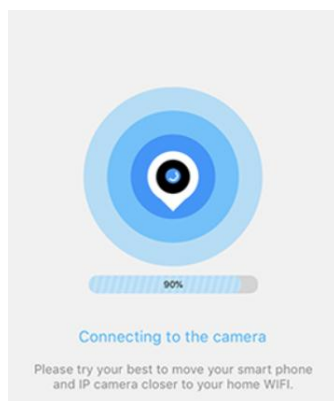 90%
Connecting to the camera
Please try your best to move your smart phone
and IP camera closer to your home WIFI.